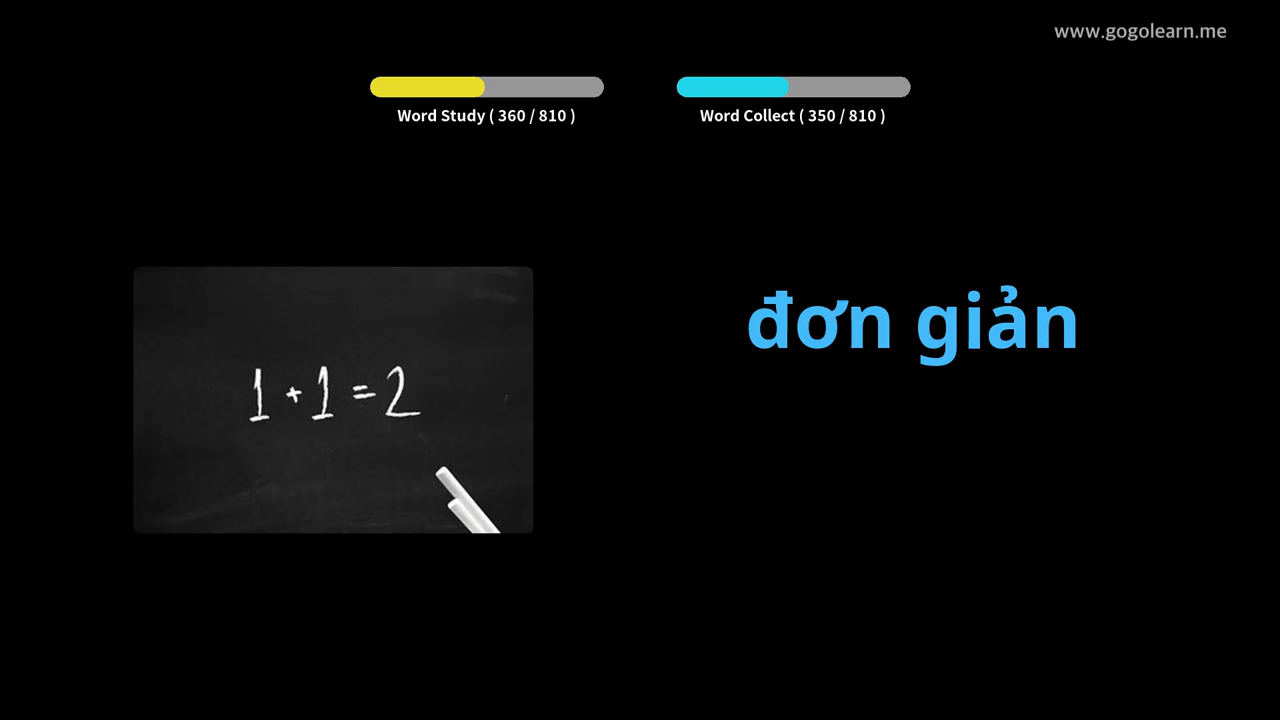 www.gogolearn.me
Word Study ( 360 / 810 )
Word Collect ( 350 / 810 )
đơn giản
1 + 1 = 2